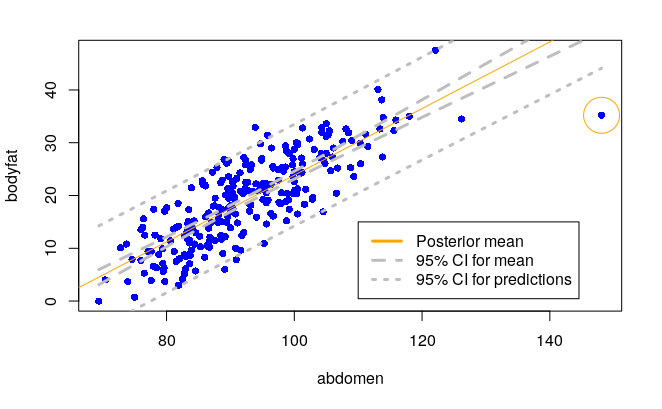 40
30
20
10
0
bodyfat
Posterior mean
95% CI for mean
95% CI for predictions
80 100 120 140
abdomen